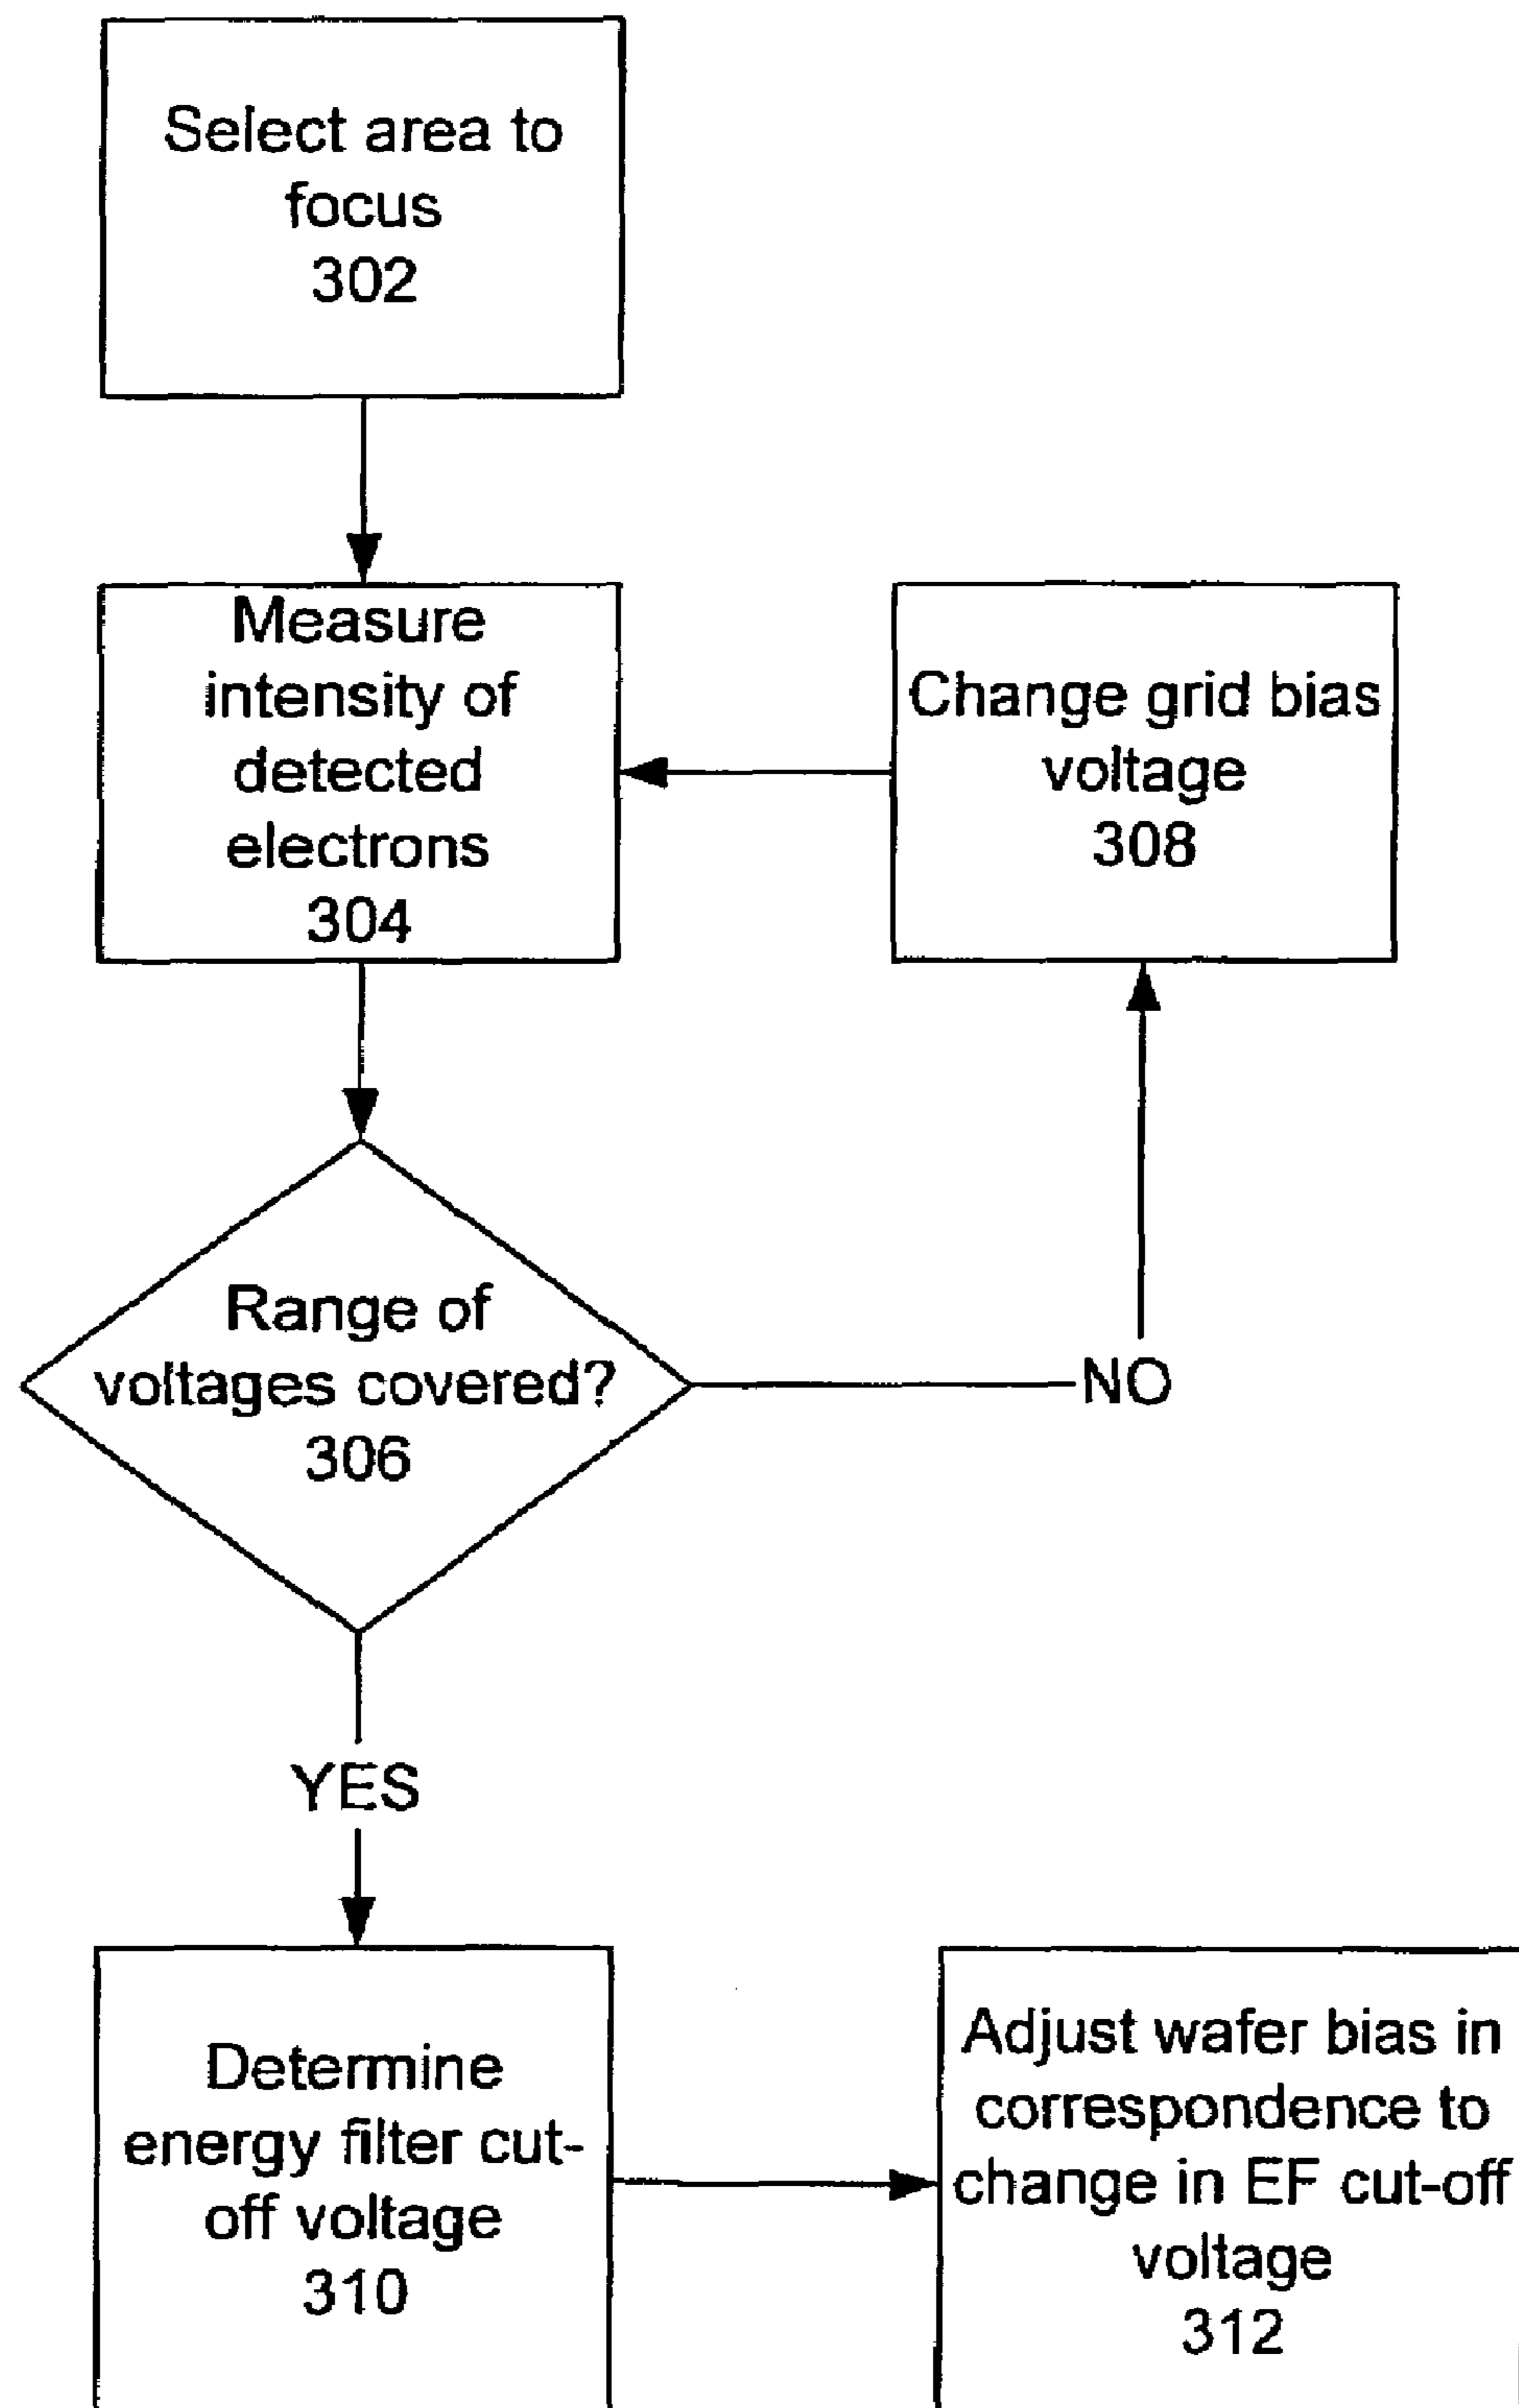 Select area to
focus
302
Measure
intensity of
detected
electrons
304
Change grid bias
voltage
308
Range of
voltages covered?
306
NO
YES
Determine
energy filter cut-
off voltage
310
Adjust wafer bias in
correspondence to
change in EF cut-off
voltage
312